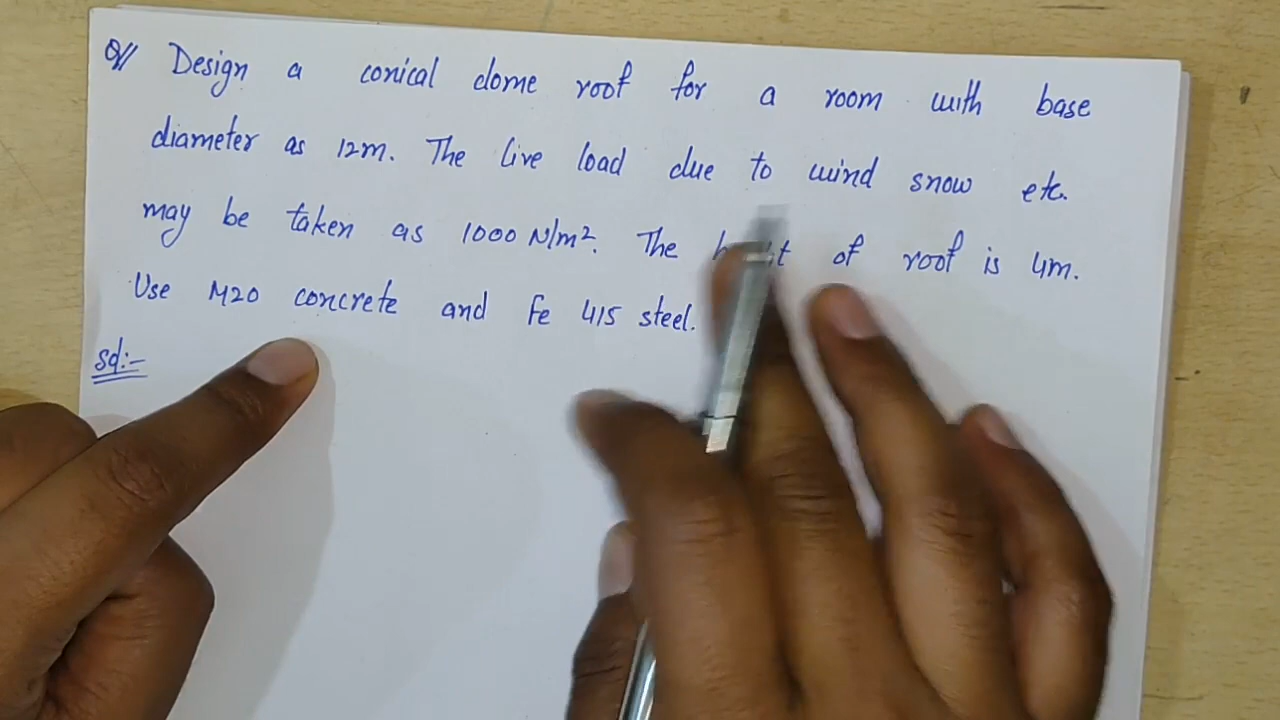 Q// Design a conical dome roof for a room with base
diameter as 12m. The live load due to wind snow etc.
may be taken as 1000 N/m². The of roof is 4m.
Use M20 concrete and Fe 415 steel.
Sol:-